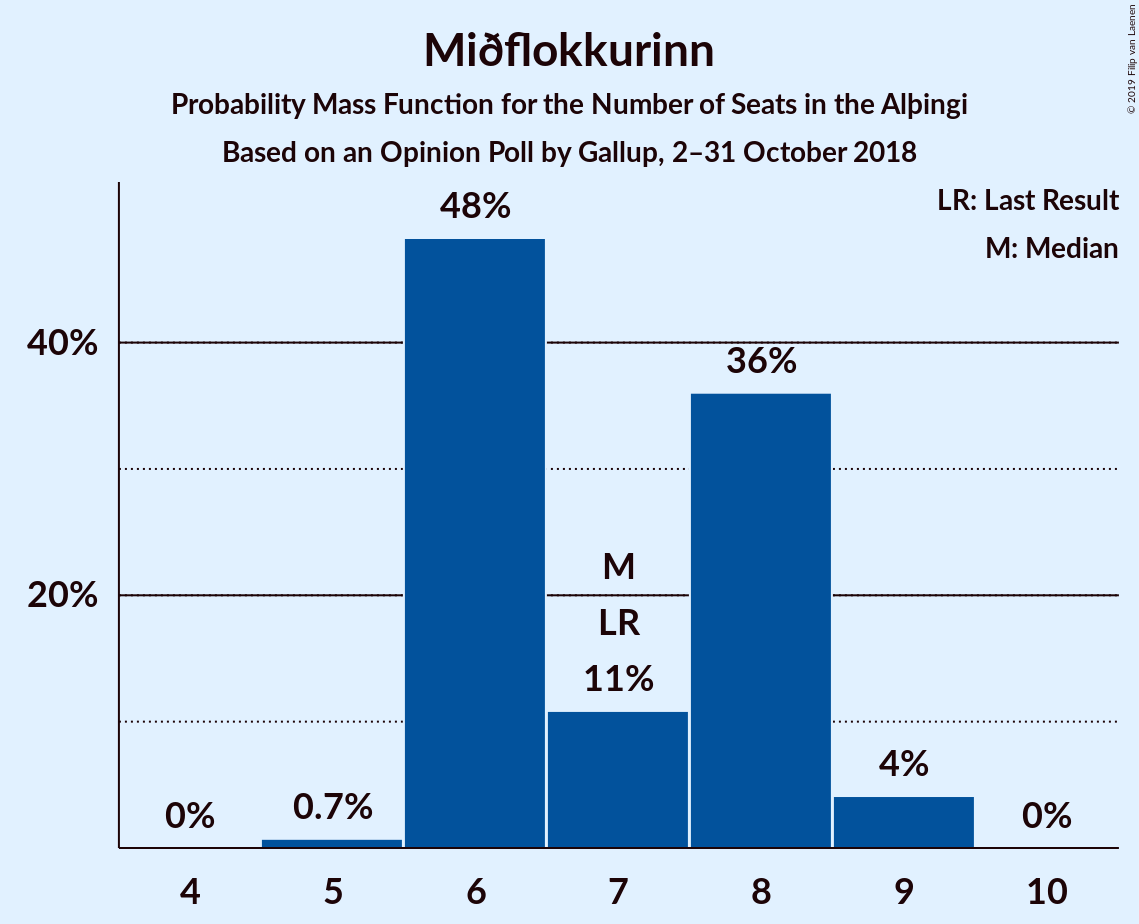 Miðflokkurinn
Probability Mass Function for the Number of Seats in the Alþingi
Based on an Opinion Poll by Gallup, 2–31 October 2018
© 2019 Filip van Laenen
LR: Last Result
M: Median
48%
40%
36%
M
20%
LR
11%
4%
0.7%
0%
0%
4 5 6 7 8 9 10